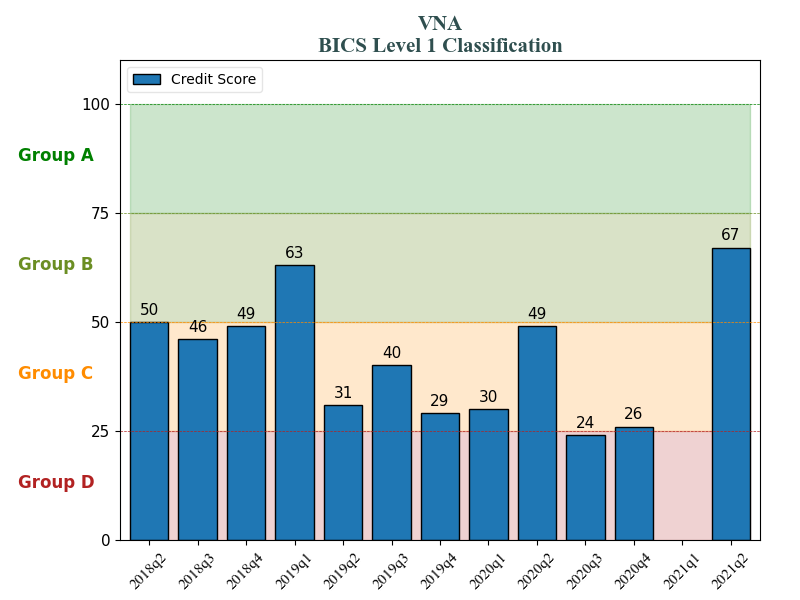 VNA
BICS Level 1 Classification
Credit Score
100
Group A
75
Group B
50
Group C
25
Group D
0
50
46
49
63
31
40
29
30
49
24
26
67
2018q2
2018q3
2018q4
2019q1
2019q2
2019q3
2019q4
2020q1
2020q2
2020q3
2020q4
2021q1
2021q2